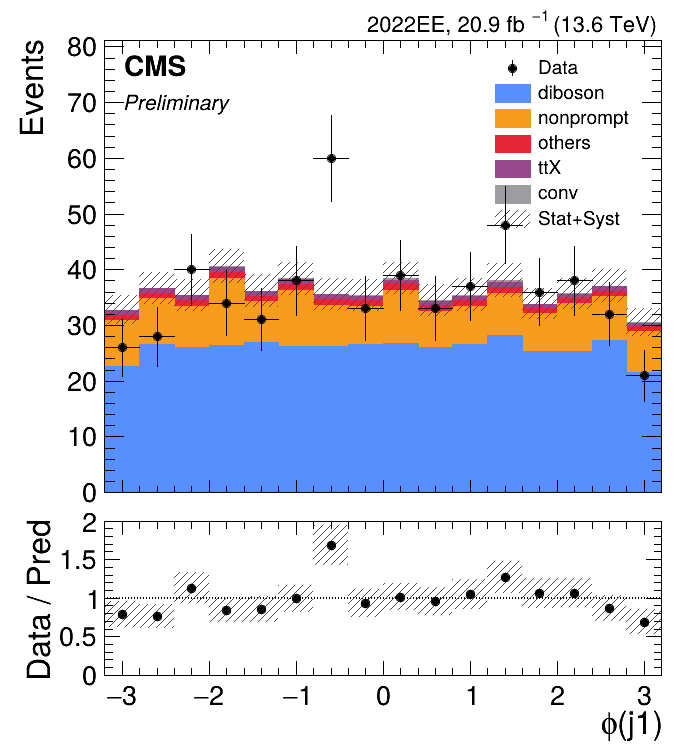 2022EE, 20.9 fb⁻¹ (13.6 TeV)
CMS
Preliminary
Events
80
70
60
50
40
30
20
10
0
Data
diboson
nonprompt
others
ttX
conv
Stat+Syst
Data / Pred
2
1.5
1
0.5
0
−3 −2 −1 0 1 2 3
ϕ(j1)